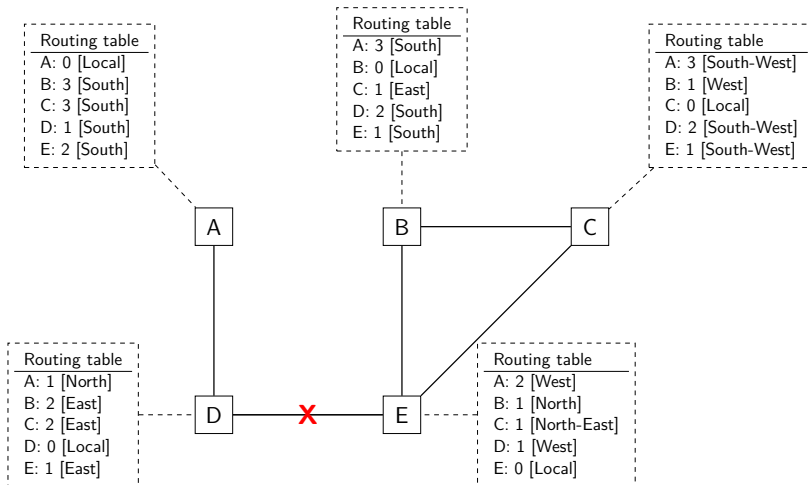 Routing table
A: 0 [Local]
B: 3 [South]
C: 3 [South]
D: 1 [South]
E: 2 [South]
Routing table
A: 3 [South]
B: 0 [Local]
C: 1 [East]
D: 2 [South]
E: 1 [South]
Routing table
A: 3 [South-West]
B: 1 [West]
C: 0 [Local]
D: 2 [South-West]
E: 1 [South-West]
A
B
C
Routing table
A: 1 [North]
B: 2 [East]
C: 2 [East]
D: 0 [Local]
E: 1 [East]
D
X
E
Routing table
A: 2 [West]
B: 1 [North]
C: 1 [North-East]
D: 1 [West]
E: 0 [Local]